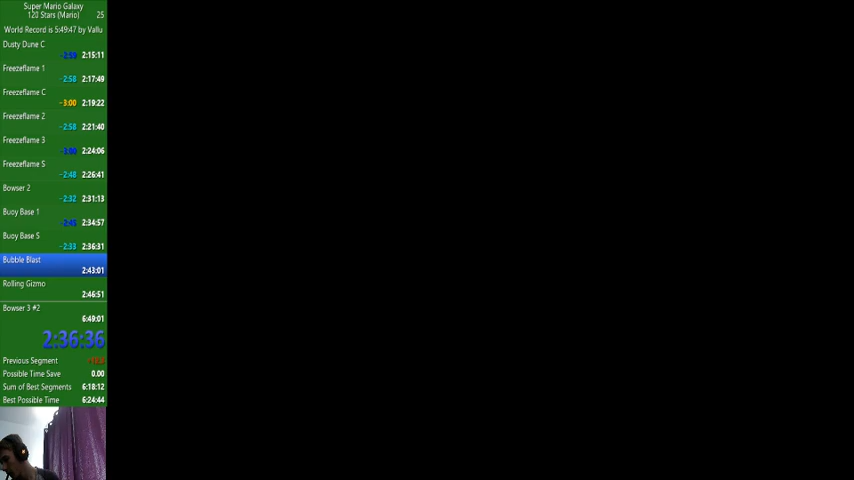 Super Mario Galaxy
120 Stars (Mario) 25
World Record is 5:49:47 by Vallu
Dusty Dune C
2:15:11
Freezeflame 1
-2:58 2:17:49
Freezeflame C
-3:00 2:19:22
Freezeflame 2
-2:58 2:21:40
Freezeflame 3
-3:00 2:24:06
Freezeflame S
-2:48 2:26:41
Bowser 2
-2:32 2:31:13
Buoy Base 1
2:34:57
Buoy Base S
-2:33 2:36:31
Bubble Blast
2:43:01
Rolling Gizmo
2:46:51
Bowser 3 #2
6:49:01
2:36:36
Previous Segment
Possible Time Save 0.00
Sum of Best Segments 6:18:12
Best Possible Time 6:24:44